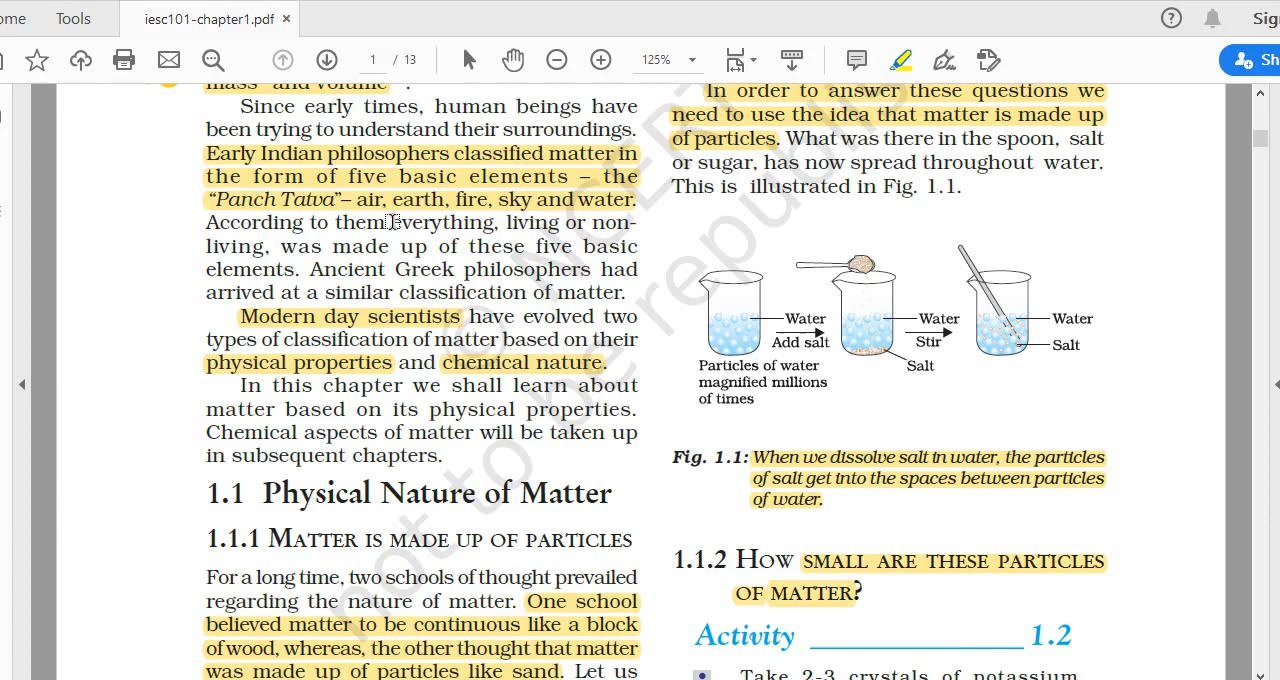 ome
Tools
iesc101-chapter1.pdf ×
?
Sig
1 / 13
125%
Sh
mass" and volume".
Since early times, human beings have
been trying to understand their surroundings.
Early Indian philosophers classified matter in
the form of five basic elements – the
“Panch Tatva”– air, earth, fire, sky and water.
According to them everything, living or non-
living, was made up of these five basic
elements. Ancient Greek philosophers had
arrived at a similar classification of matter.
Modern day scientists have evolved two
types of classification of matter based on their
physical properties and chemical nature.
In this chapter we shall learn about
matter based on its physical properties.
Chemical aspects of matter will be taken up
in subsequent chapters.
1.1 Physical Nature of Matter
1.1.1 MATTER IS MADE UP OF PARTICLES
For a long time, two schools of thought prevailed
regarding the nature of matter. One school
believed matter to be continuous like a block
of wood, whereas, the other thought that matter
was made up of particles like sand. Let us
In order to answer these questions we
need to use the idea that matter is made up
of particles. What was there in the spoon, salt
or sugar, has now spread throughout water.
This is illustrated in Fig. 1.1.
Water
Add salt
Particles of water
magnified millions
of times
Water
Stir
Salt
Water
Salt
Fig. 1.1: When we dissolve salt in water, the particles
of salt get into the spaces between particles
of water.
1.1.2 HOW SMALL ARE THESE PARTICLES
OF MATTER?
Activity 1.2
• Take 2-3 crystals of potassium
© NCERT
not to be republis